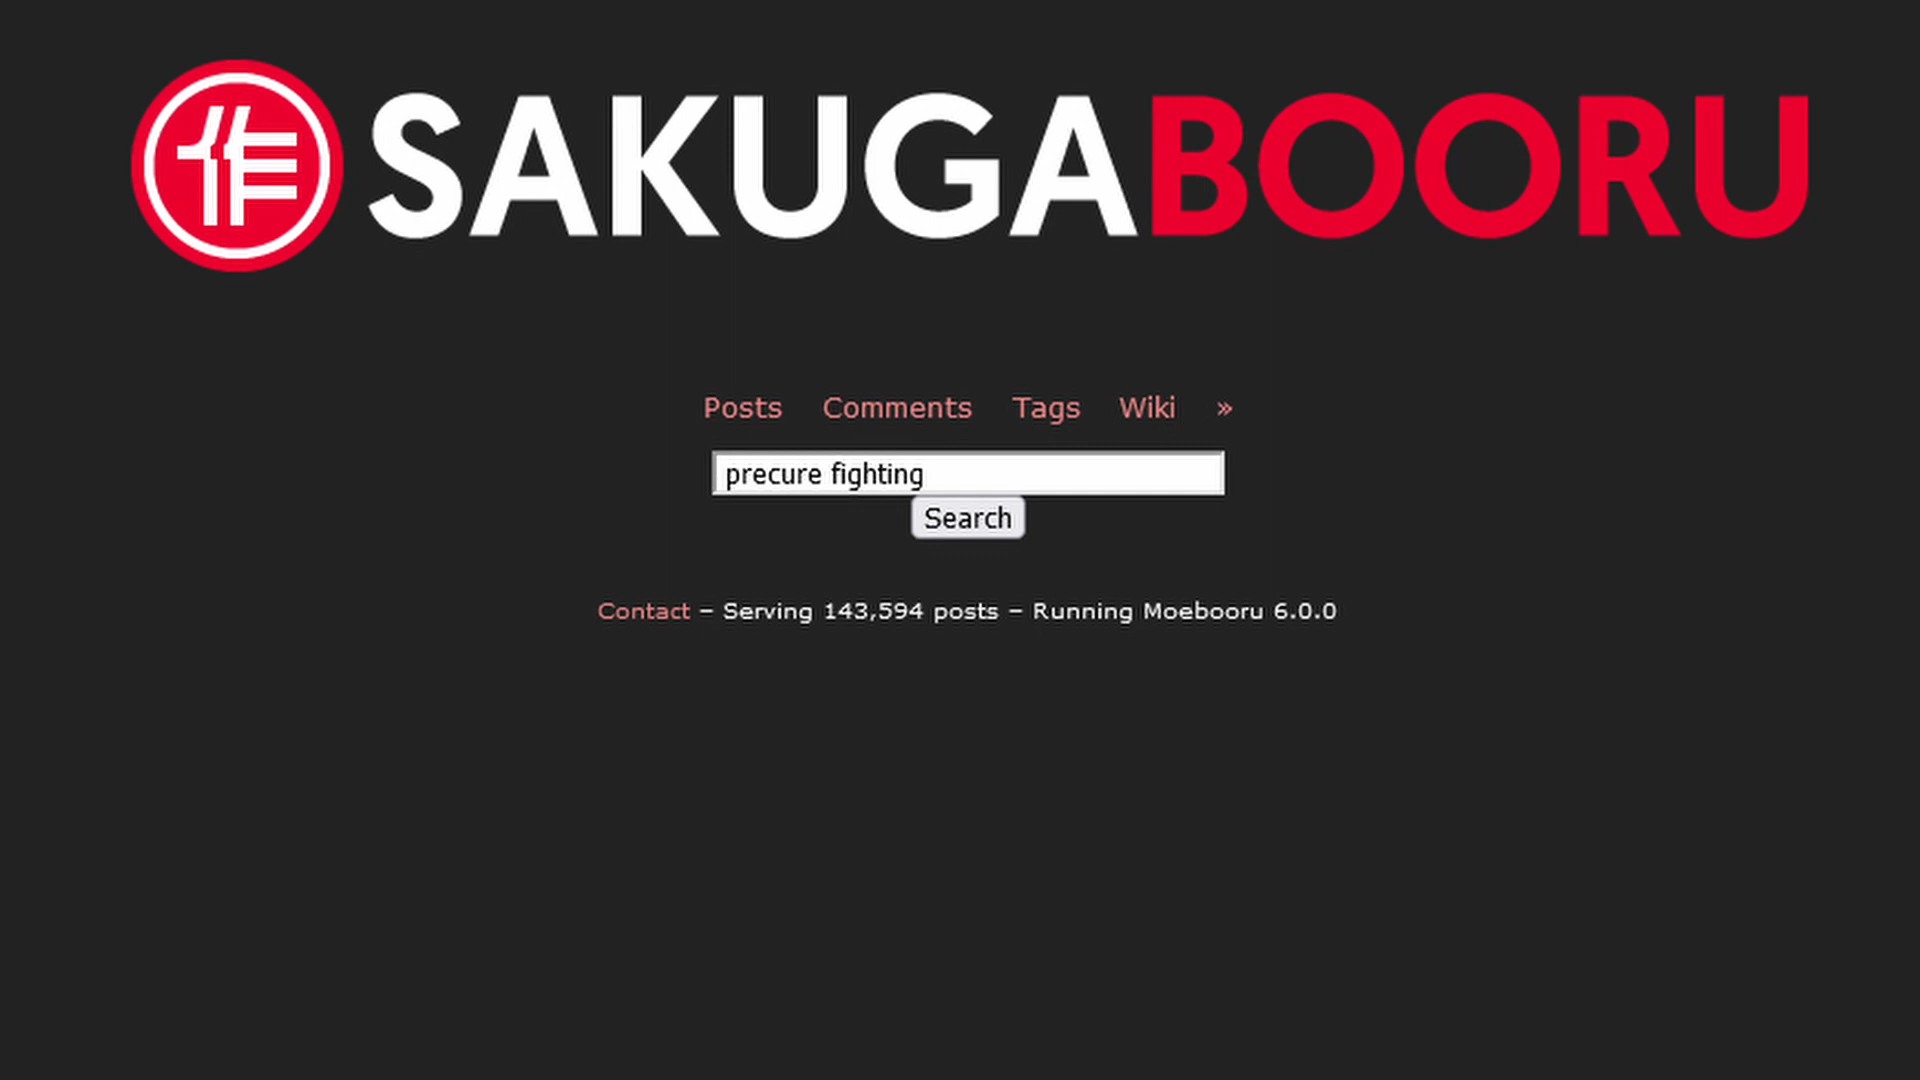 SAKUGABOORU
Posts Comments Tags Wiki »
precure fighting
Search
Contact – Serving 143,594 posts – Running Moebooru 6.0.0